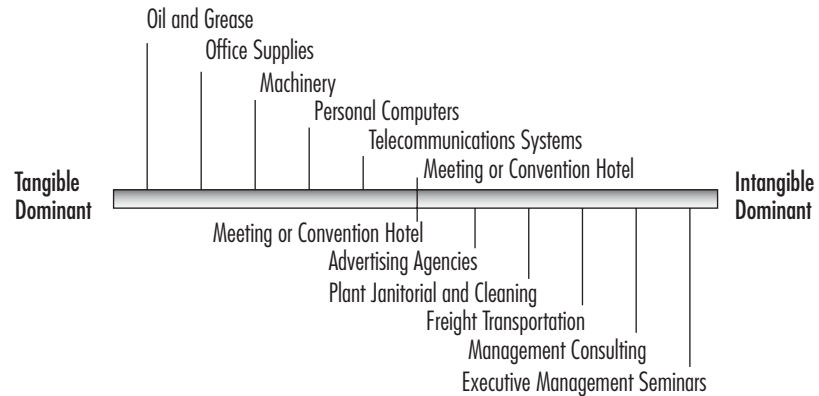 Oil and Grease
Office Supplies
Machinery
Personal Computers
Telecommunications Systems
Meeting or Convention Hotel
Tangible
Dominant
Intangible
Dominant
Meeting or Convention Hotel
Advertising Agencies
Plant Janitorial and Cleaning
Freight Transportation
Management Consulting
Executive Management Seminars